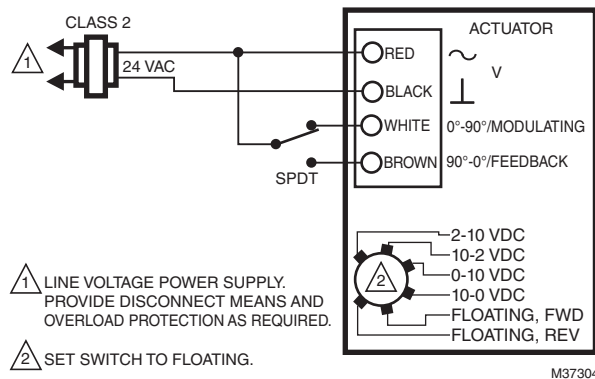 CLASS 2
ACTUATOR
1
24 VAC
RED
V
BLACK
WHITE
0°-90°/MODULATING
BROWN
90°-0°/FEEDBACK
SPDT
2-10 VDC
10-2 VDC
2
0-10 VDC
10-0 VDC
FLOATING, FWD
FLOATING, REV
1 LINE VOLTAGE POWER SUPPLY.
PROVIDE DISCONNECT MEANS AND
OVERLOAD PROTECTION AS REQUIRED.
2 SET SWITCH TO FLOATING.
M37304